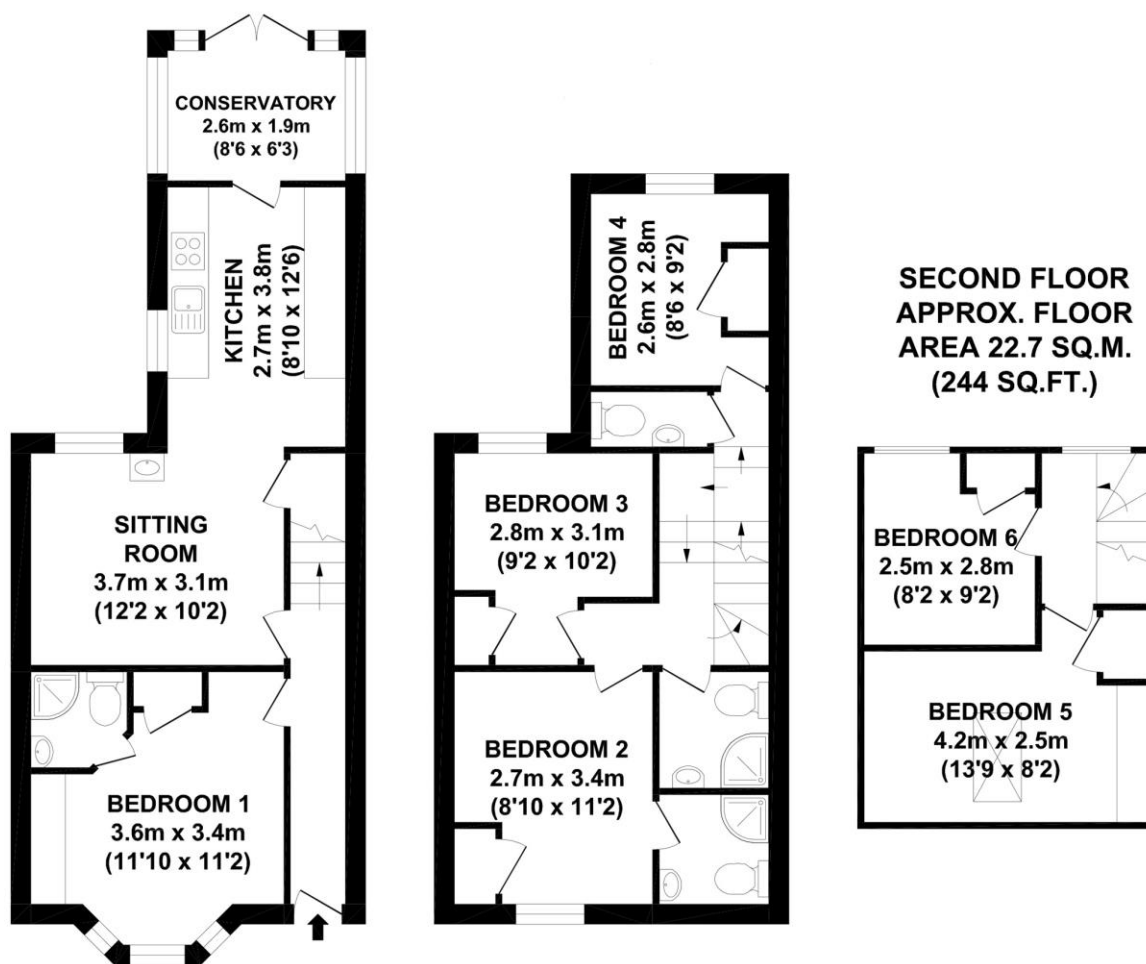 CONSERVATORY
2.6m x 1.9m
(8'6 x 6'3)
KITCHEN
2.7m x 3.8m
(8'10 x 12'6)
SITTING
ROOM
3.7m x 3.1m
(12'2 x 10'2)
BEDROOM 1
3.6m x 3.4m
(11'10 x 11'2)
BEDROOM 4
2.6m x 2.8m
(8'6 x 9'2)
BEDROOM 3
2.8m x 3.1m
(9'2 x 10'2)
BEDROOM 2
2.7m x 3.4m
(8'10 x 11'2)
SECOND FLOOR
APPROX. FLOOR
AREA 22.7 SQ.M.
(244 SQ.FT.)
BEDROOM 6
2.5m x 2.8m
(8'2 x 9'2)
BEDROOM 5
4.2m x 2.5m
(13'9 x 8'2)